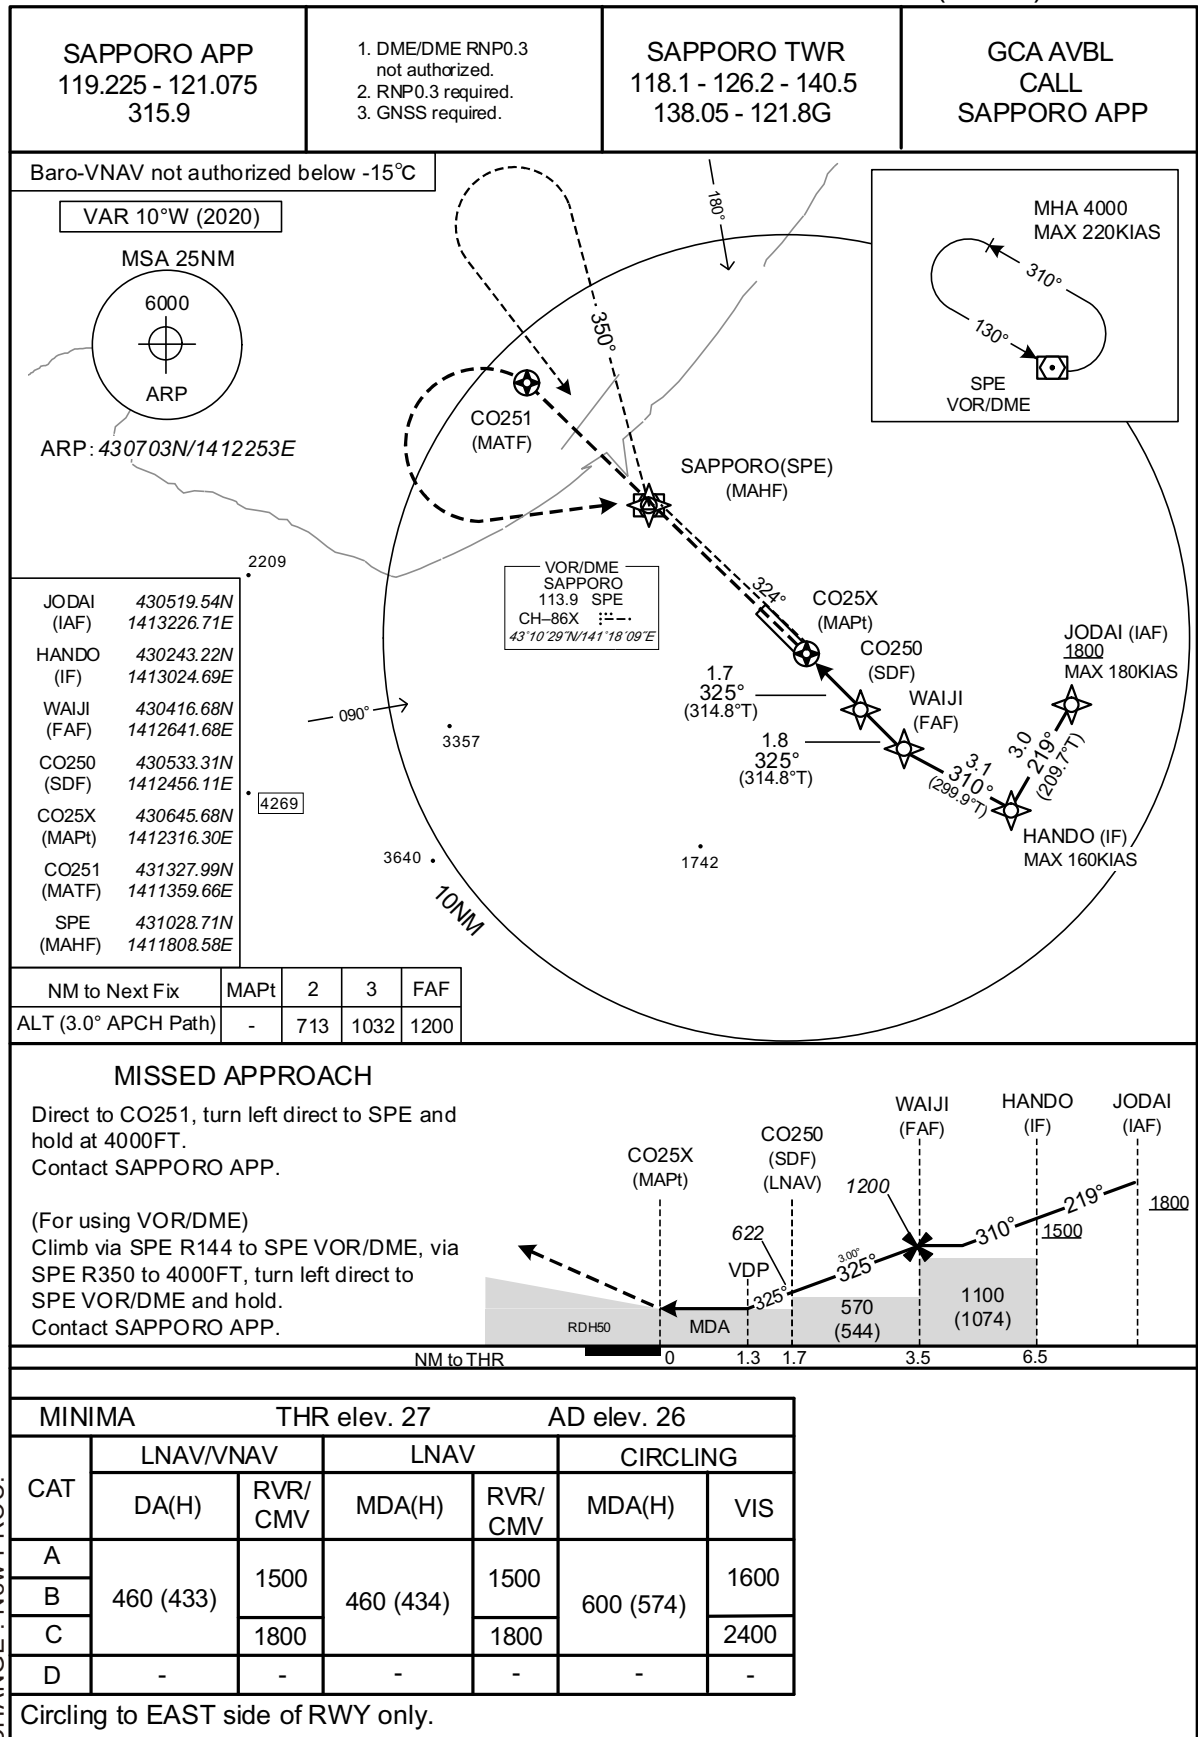 SAPPORO APP
119.225 - 121.075
315.9
1. DME/DME RNP0.3
not authorized.
2. RNP0.3 required.
3. GNSS required.
SAPPORO TWR
118.1 - 126.2 - 140.5
138.05 - 121.8G
GCA AVBL
CALL
SAPPORO APP
Baro-VNAV not authorized below -15°C
VAR 10°W (2020)
MSA 25NM
6000
ARP
ARP: 430703N/1412253E
180°
MHA 4000
MAX 220KIAS
310°
130°
SPE
VOR/DME
350°
CO251
(MATF)
SAPPORO(SPE)
(MAHF)
2209
VOR/DME
SAPPORO
113.9 SPE
CH–86X
43°10'29"N/141°18'09"E
324°
CO25X
(MAPt)
CO250
(SDF)
WAIJI
(FAF)
JODAI (IAF)
1800
MAX 180KIAS
1.7
325°
(314.8°T)
1.8
325°
(314.8°T)
3.1
310°
(299.9°T)
3.0
219°
(209.7°T)
HANDO (IF)
MAX 160KIAS
090°
3357
4269
3640
1742
10NM
JODAI 430519.54N
(IAF) 1413226.71E
HANDO 430243.22N
(IF) 1413024.69E
WAIJI 430416.68N
(FAF) 1412641.68E
CO250 430533.31N
(SDF) 1412456.11E
CO25X 430645.68N
(MAPt) 1412316.30E
CO251 431327.99N
(MATF) 1411359.66E
SPE 431028.71N
(MAHF) 1411808.58E
NM to Next Fix MAPt 2 3 FAF
ALT (3.0° APCH Path) - 713 1032 1200
MISSED APPROACH
Direct to CO251, turn left direct to SPE and
hold at 4000FT.
Contact SAPPORO APP.
(For using VOR/DME)
Climb via SPE R144 to SPE VOR/DME, via
SPE R350 to 4000FT, turn left direct to
SPE VOR/DME and hold.
Contact SAPPORO APP.
CO25X
(MAPt)
CO250
(SDF)
(LNAV)
WAIJI
(FAF)
HANDO
(IF)
JODAI
(IAF)
1200
622
VDP
325°
3.00°
325°
310°
219°
1500
1800
RDH50
MDA
570
(544)
1100
(1074)
NM to THR 0 1.3 1.7 3.5 6.5
MINIMA THR elev. 27 AD elev. 26
CAT LNAV/VNAV LNAV CIRCLING
DA(H) RVR/CMV MDA(H) RVR/CMV MDA(H) VIS
A
B
460 (433) 1500 460 (434) 1500 600 (574) 1600
C 1800 1800 2400
D - - - - - -
Circling to EAST side of RWY only.